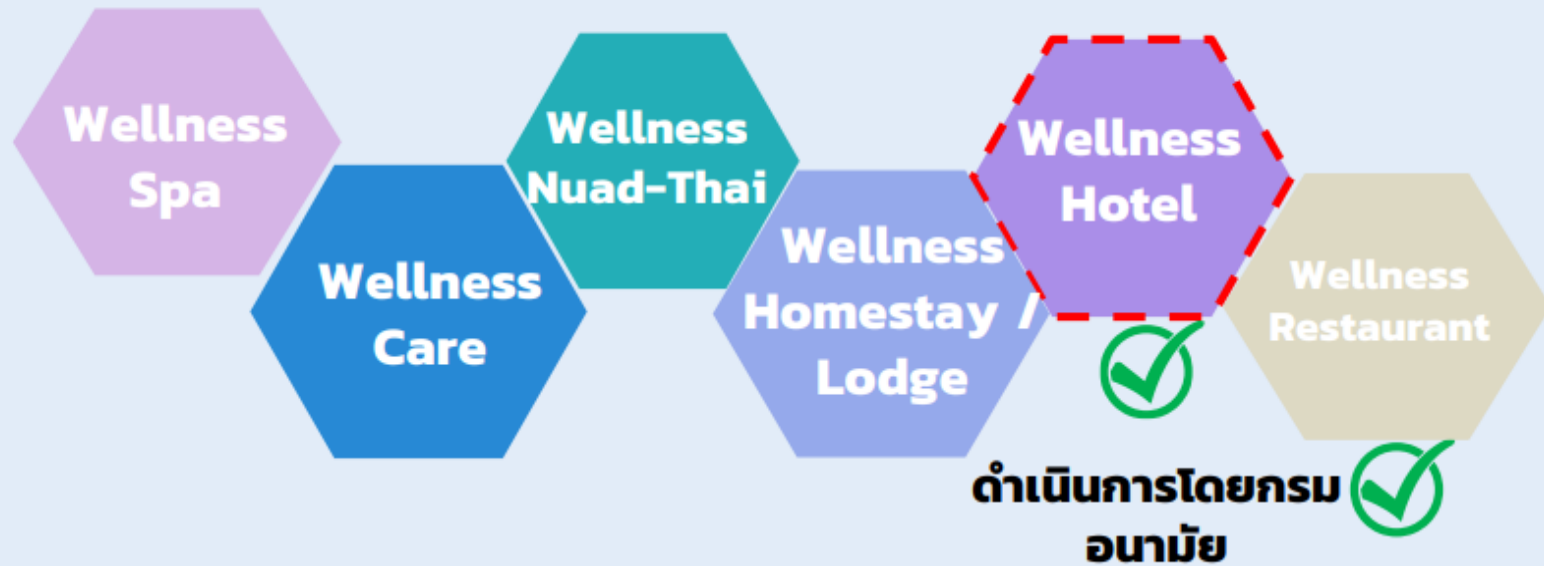 Wellness
Spa
Wellness
Care
Wellness
Nuad-Thai
Wellness
Homestay /
Lodge
Wellness
Hotel
Wellness
Restaurant
ดำเนินการโดยกรม
อนามัย